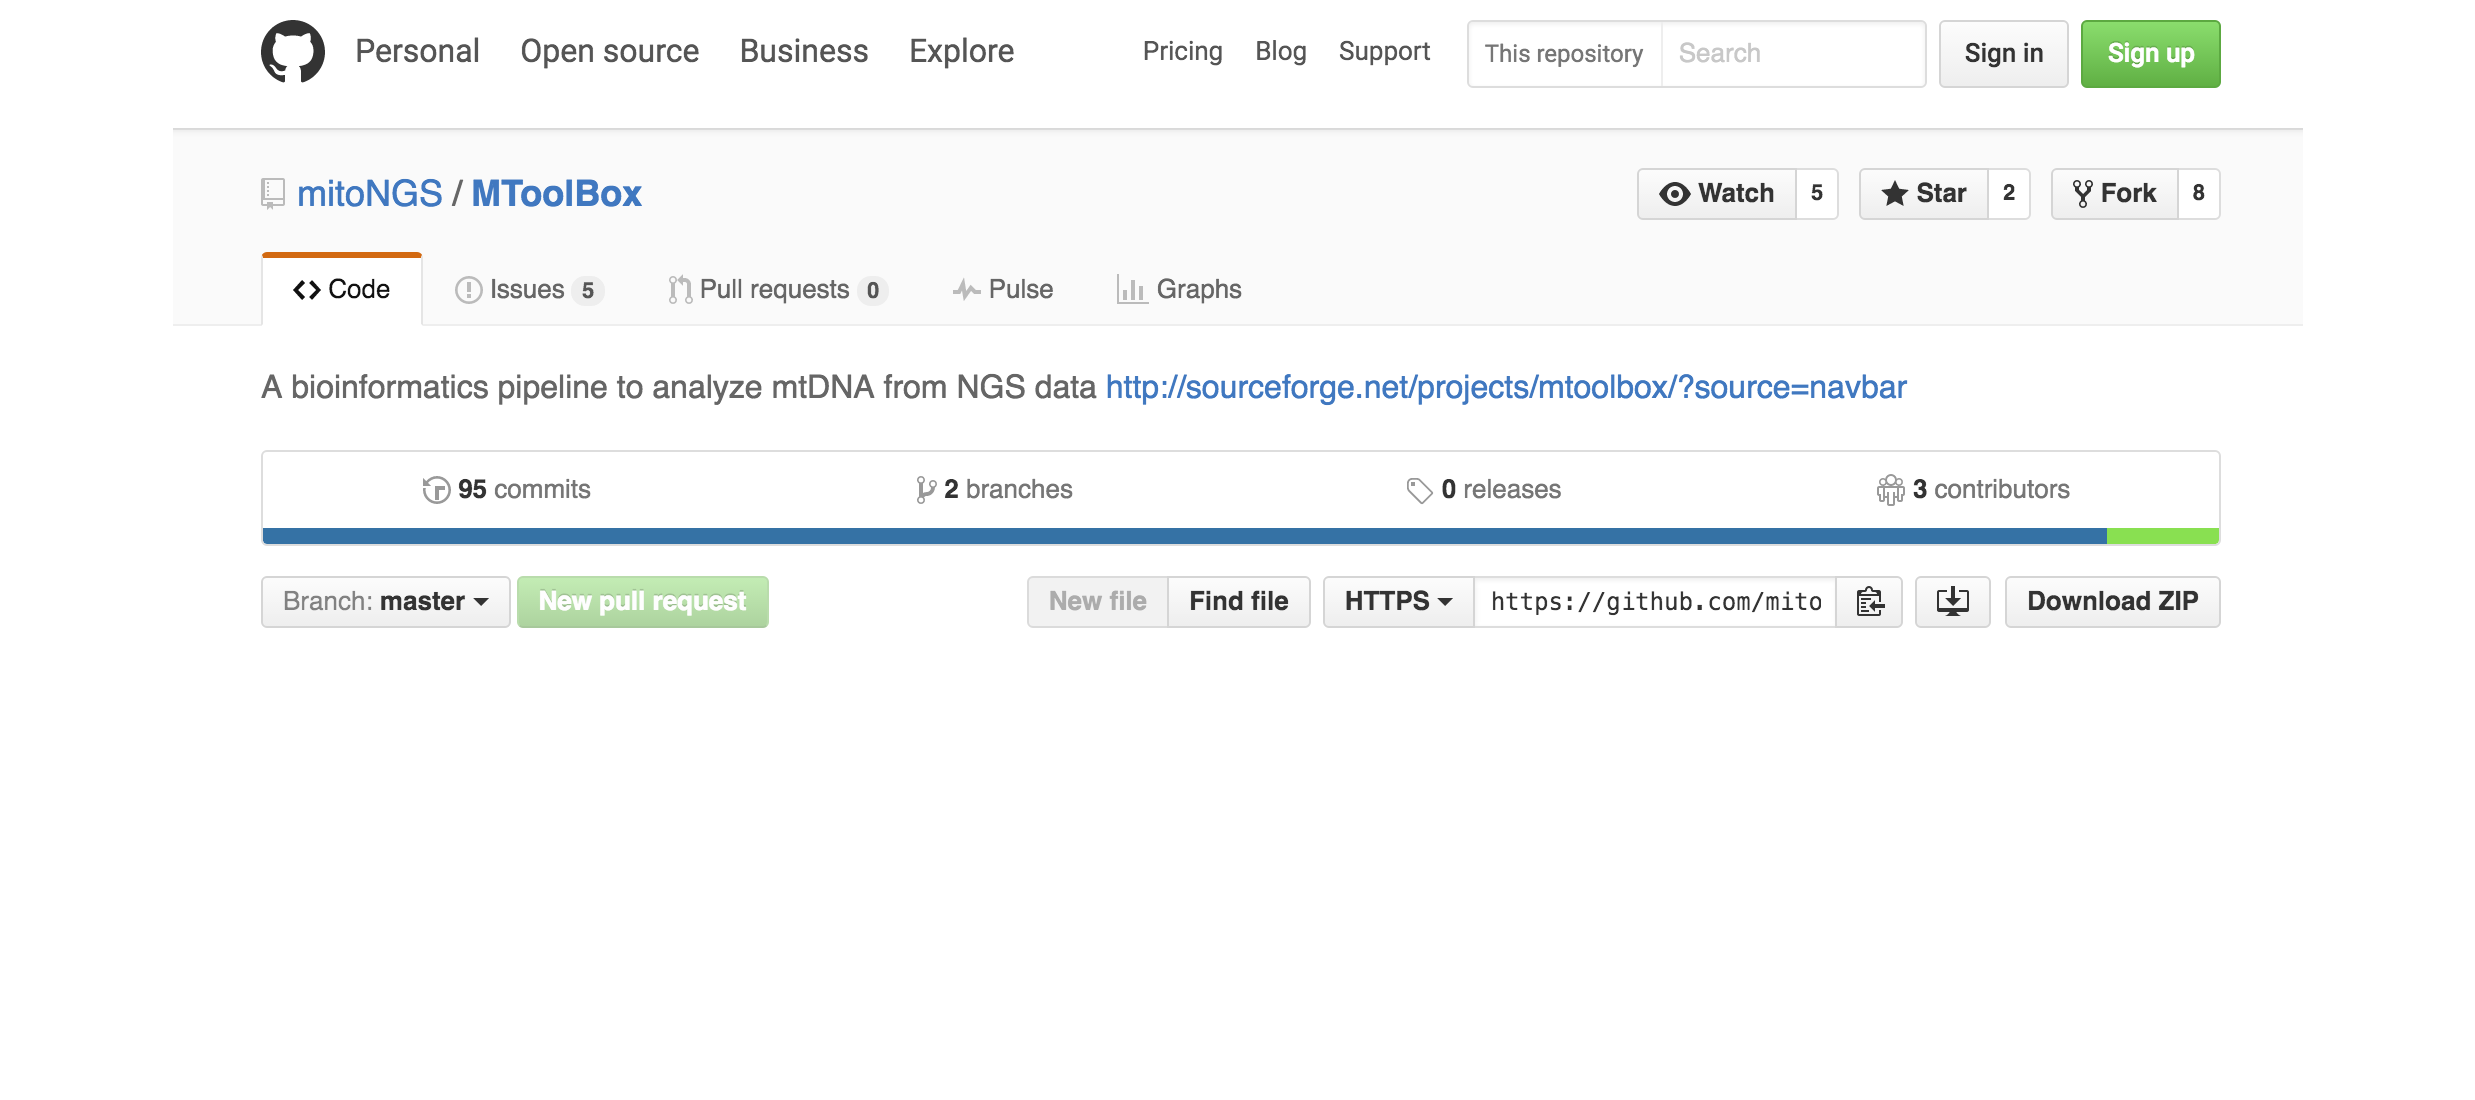 Personal Open source Business Explore Pricing Blog Support This repository Search Sign in Sign up
mitoNGS / MToolBox Watch 5 Star 2 Fork 8
Code Issues 5 Pull requests 0 Pulse Graphs
A bioinformatics pipeline to analyze mtDNA from NGS data http://sourceforge.net/projects/mtoolbox/?source=navbar
95 commits 2 branches 0 releases 3 contributors
Branch: master New pull request New file Find file HTTPS https://github.com/mito Download ZIP